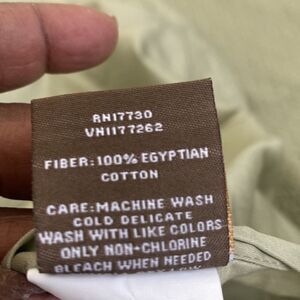 RN17730
VN1177262
FIBER:100% EGYPTIAN
COTTON
CARE:MACHINE WASH
COLD DELICATE
WASH WITH LIKE COLORS
ONLY NON-CHLORINE
BLEACH WHEN NEEDED